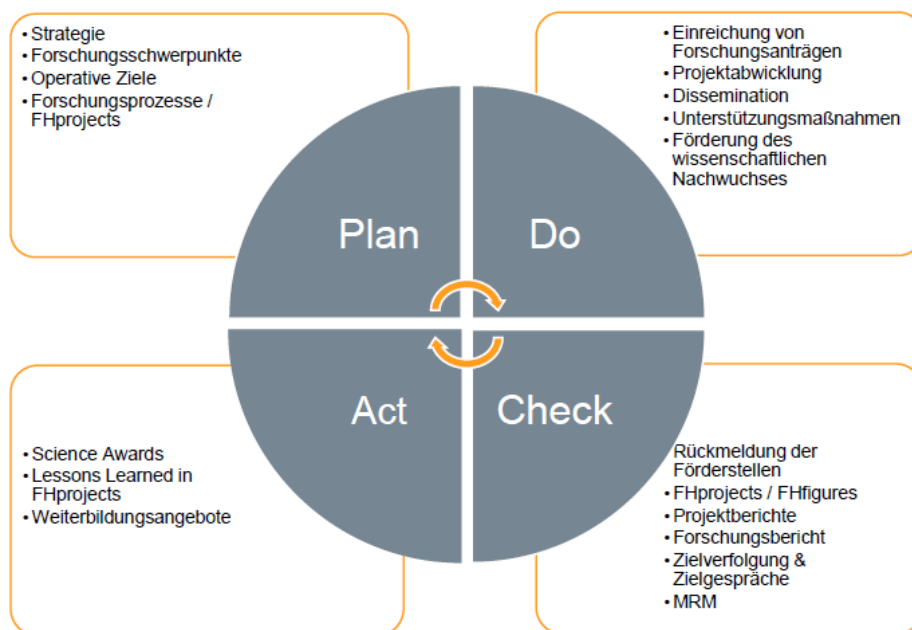 • Strategie
• Forschungsschwerpunkte
• Operative Ziele
• Forschungsprozesse /
FHprojects
• Einreichung von
Forschungsanträgen
• Projektabwicklung
• Dissemination
• Unterstützungsmaßnahmen
• Förderung des
wissenschaftlichen
Nachwuchses
Plan
Do
Act
Check
• Science Awards
• Lessons Learned in
FHprojects
• Weiterbildungsangebote
Rückmeldung der
Förderstellen
• FHprojects / FHfigures
• Projektberichte
• Forschungsbericht
• Zielverfolgung &
Zielgespräche
• MRM